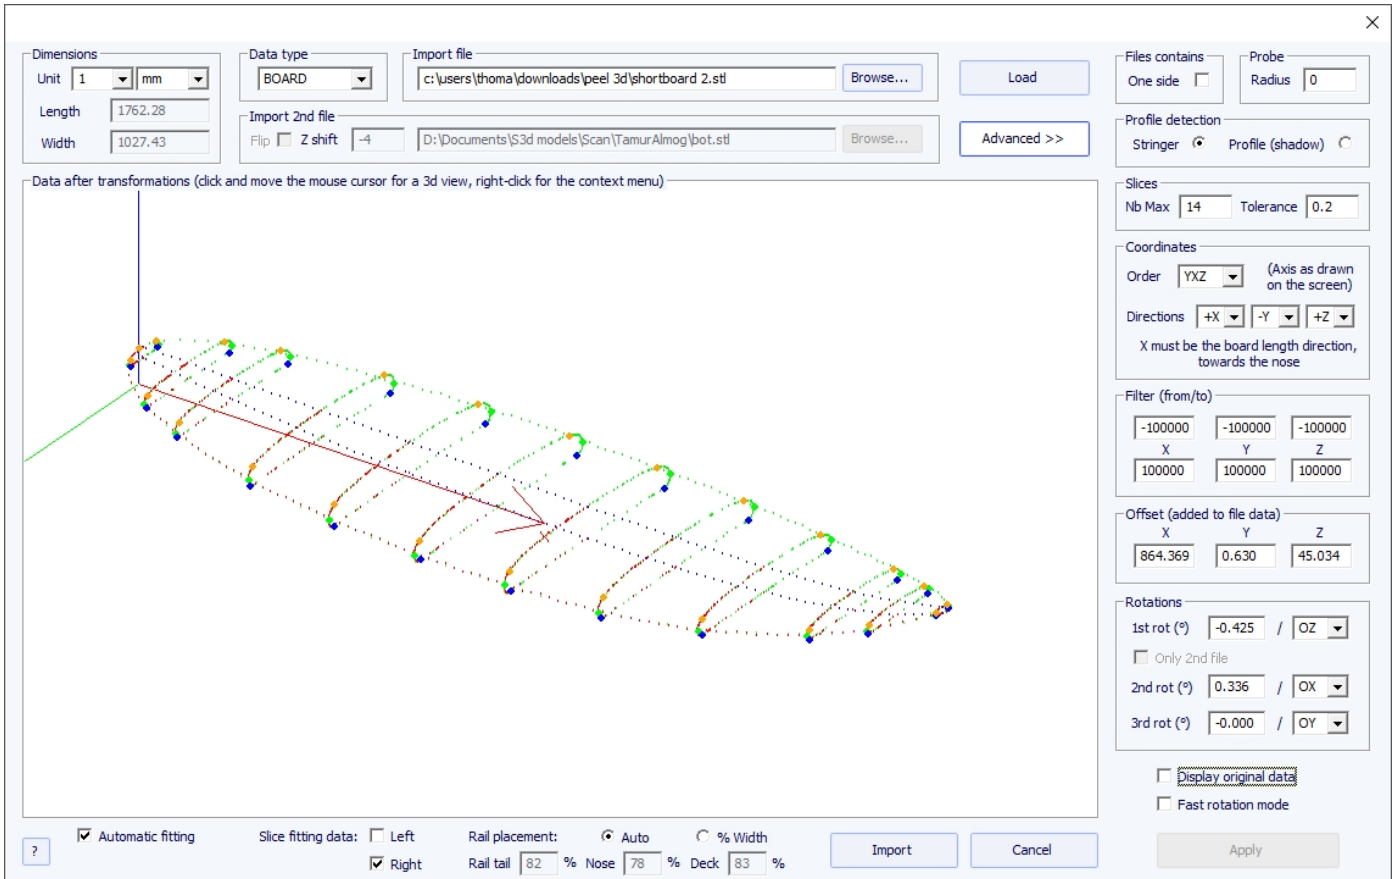 Dimensions
Unit 1 mm
Length 1762.28
Width 1027.43
Data type
BOARD
Import file
c:\users\thoma\downloads\peel 3d\shortboard 2.stl Browse...
Load
Import 2nd file
Flip Z shift -4 D:\Documents\S3d models\Scan\TamurAlmog\bot.stl Browse...
Advanced >>
Files contains
One side
Probe
Radius 0
Profile detection
Stringer Profile (shadow)
Slices
Nb Max 14 Tolerance 0.2
Coordinates
Order YXZ (Axis as drawn
on the screen)
Directions +X -Y +Z
X must be the board length direction,
towards the nose
Filter (from/to)
-100000 -100000 -100000
X Y Z
100000 100000 100000
Offset (added to file data)
X Y Z
864.369 0.630 45.034
Rotations
1st rot (°) -0.425 / OZ
Only 2nd file
2nd rot (°) 0.336 / OX
3rd rot (°) -0.000 / OY
Display original data
Fast rotation mode
Apply
Data after transformations (click and move the mouse cursor for a 3d view, right-click for the context menu)
?
Automatic fitting
Slice fitting data: Left
Right
Rail placement: Auto % Width
Rail tail 82 % Nose 78 % Deck 83 %
Import
Cancel